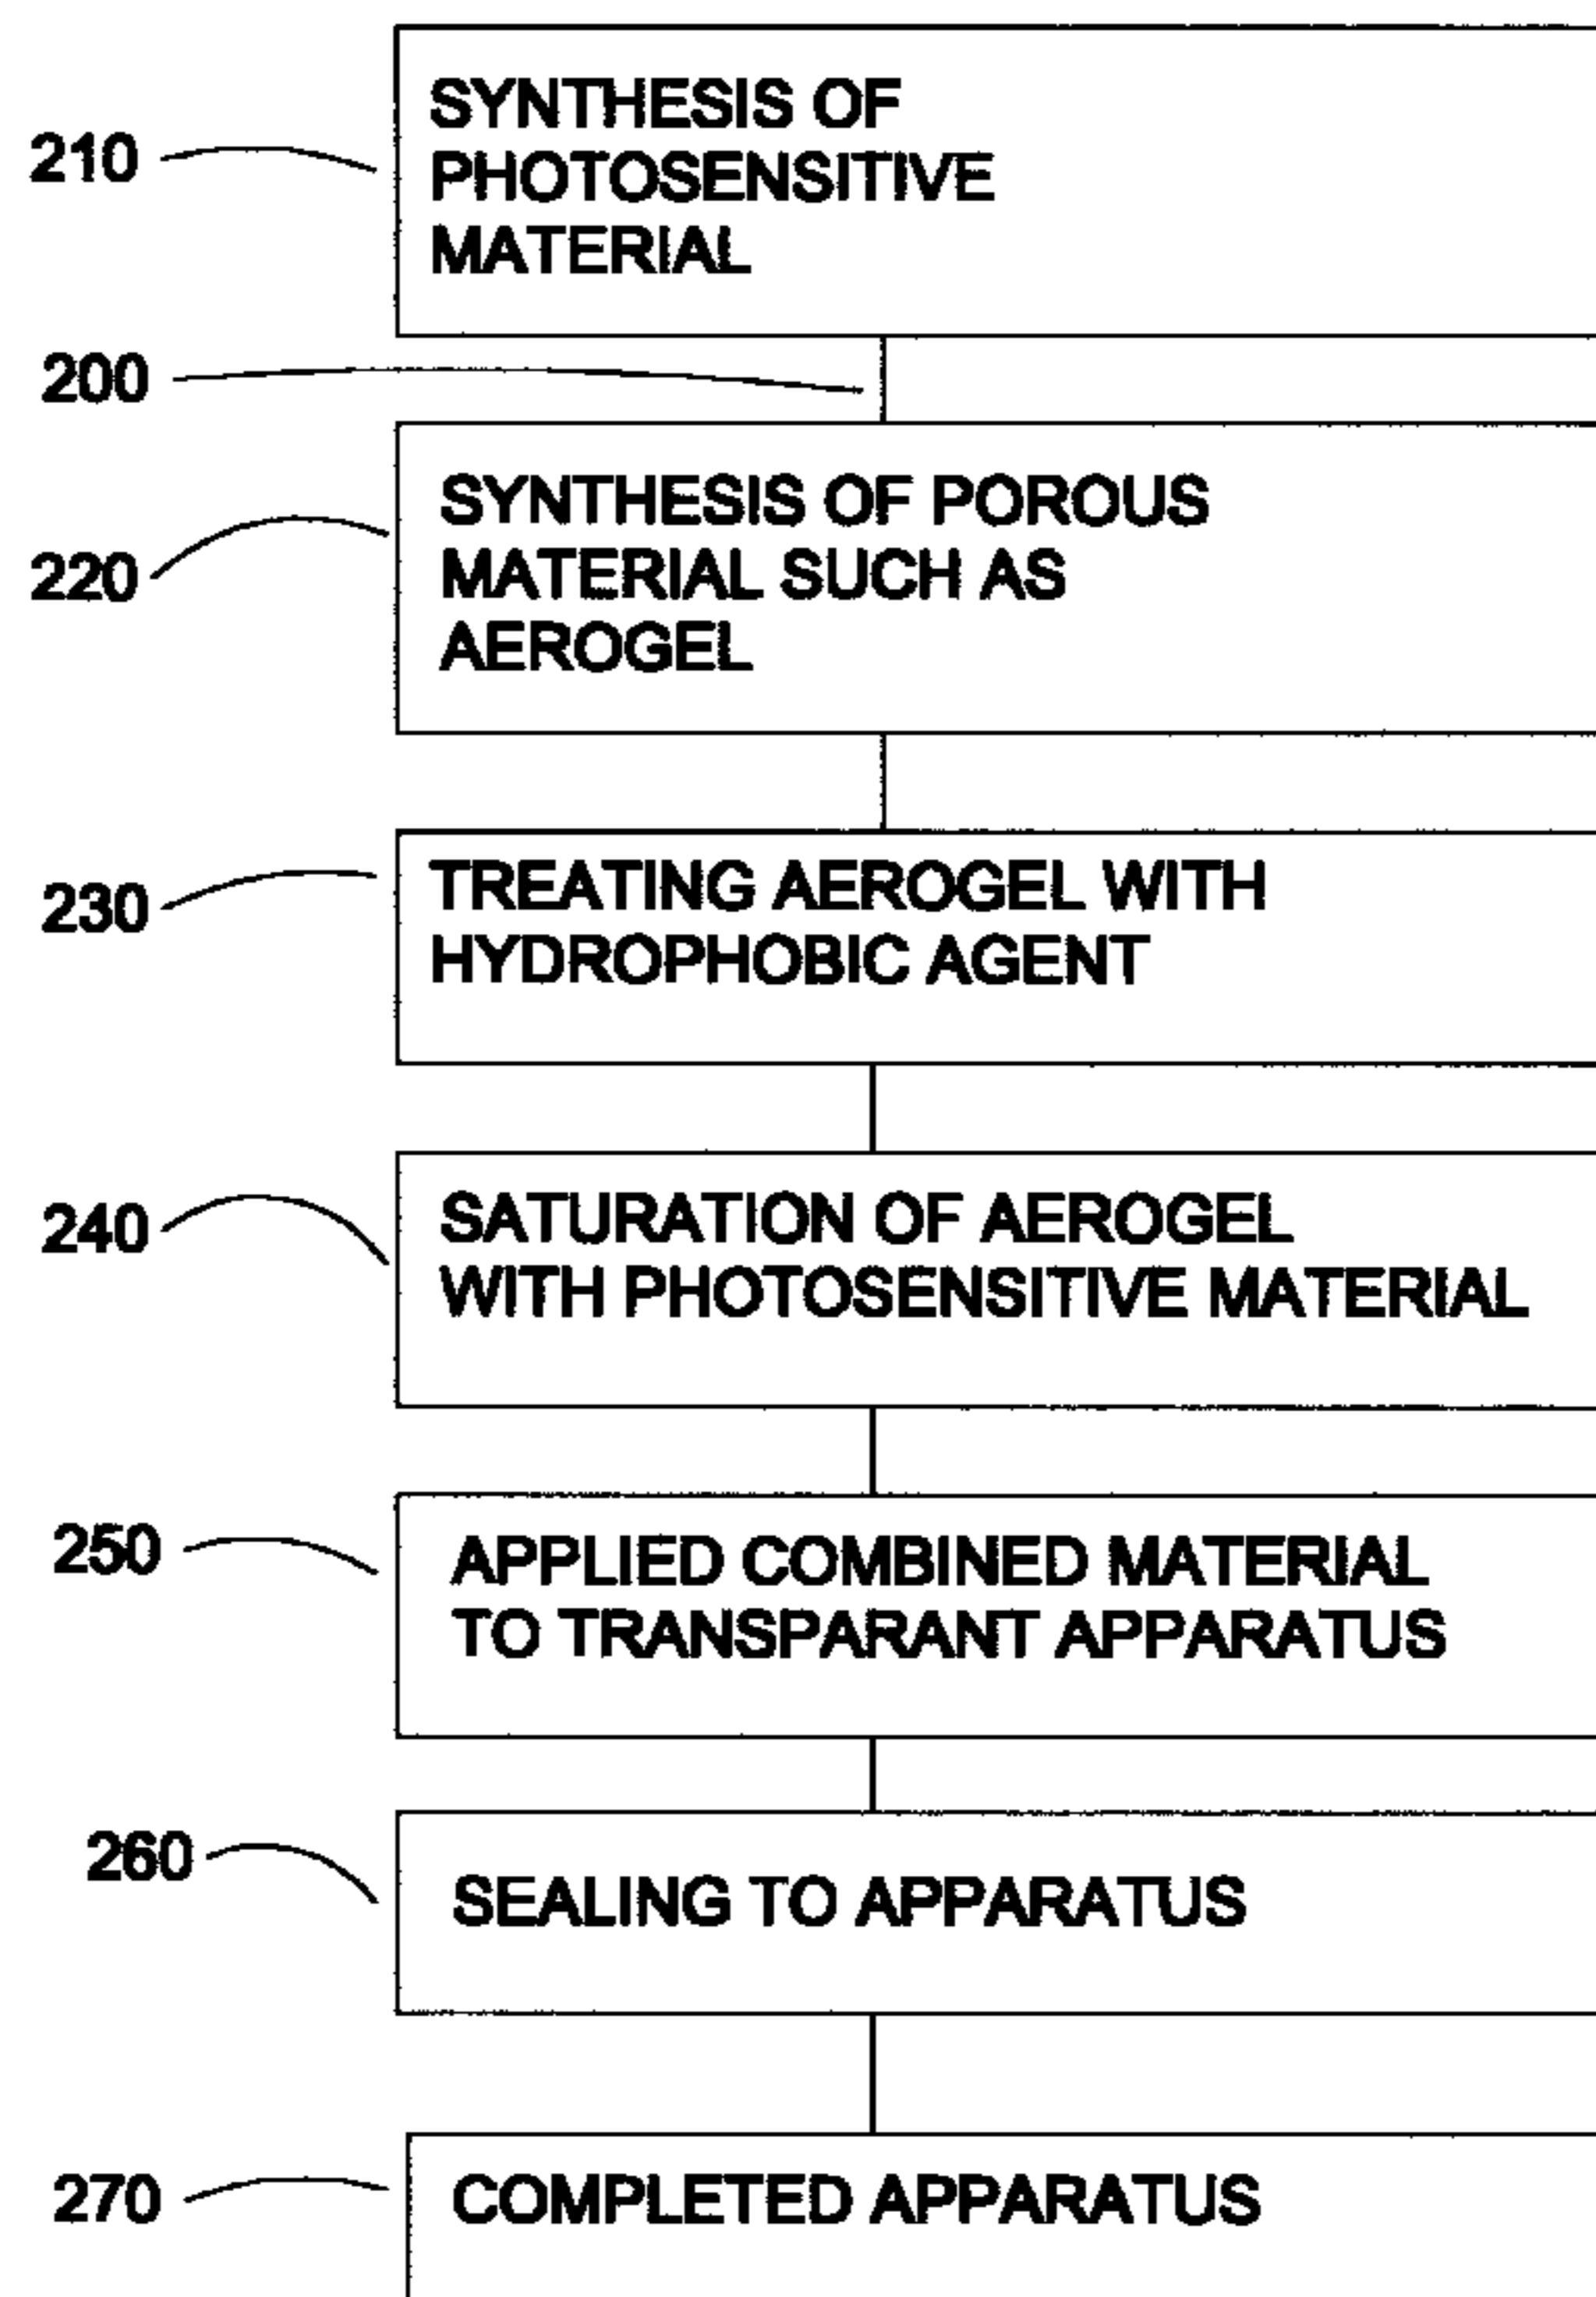 210
SYNTHESIS OF
PHOTOSENSITIVE
MATERIAL
200
220
SYNTHESIS OF POROUS
MATERIAL SUCH AS
AEROGEL
230
TREATING AEROGEL WITH
HYDROPHOBIC AGENT
240
SATURATION OF AEROGEL
WITH PHOTOSENSITIVE MATERIAL
250
APPLIED COMBINED MATERIAL
TO TRANSPARANT APPARATUS
260
SEALING TO APPARATUS
270
COMPLETED APPARATUS